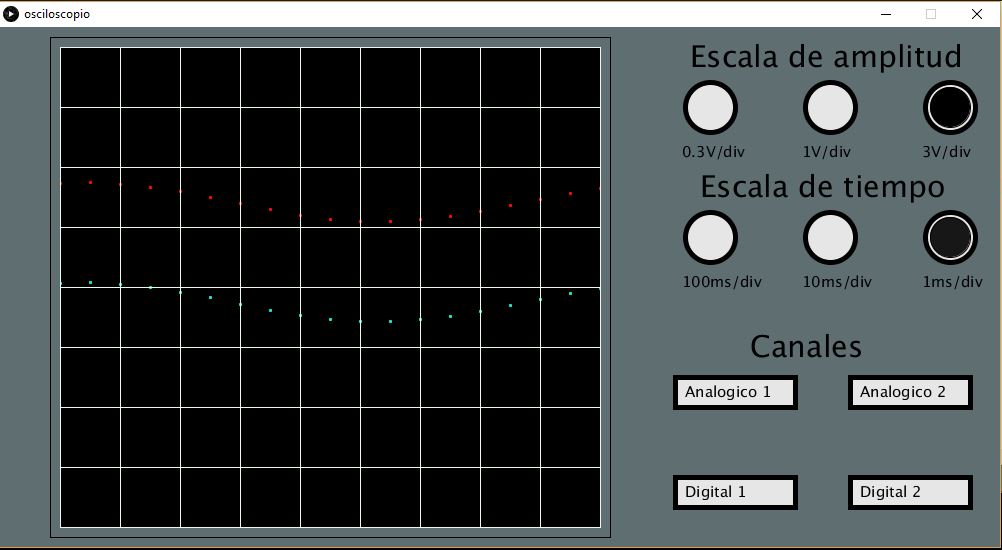 osciloscopio
Escala de amplitud
0.3V/div
1V/div
3V/div
Escala de tiempo
100ms/div
10ms/div
1ms/div
Canales
Analogico 1
Analogico 2
Digital 1
Digital 2